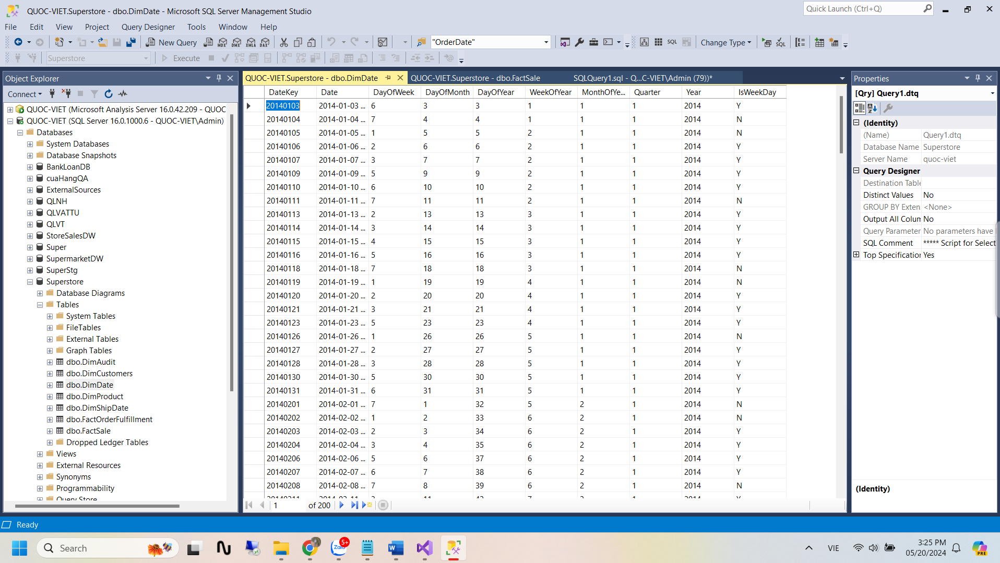 QUOC-VIET.Superstore - dbo.DimDate - Microsoft SQL Server Management Studio
Quick Launch (Ctrl+Q)
File Edit View Project Query Designer Tools Window Help
New Query MDX DMX XMLA DAX "OrderDate" SQL Change Type SQL
Superstore Execute
Object Explorer
Connect
QUOC-VIET (Microsoft Analysis Server 16.0.42.209 - QUOC
QUOC-VIET (SQL Server 16.0.1000.6 - QUOC-VIET\Admin)
Databases
System Databases
Database Snapshots
BankLoanDB
cuaHangQA
ExternalSources
QLNH
QLVATTU
QLVT
StoreSalesDW
Super
SupermarketDW
SuperStg
Superstore
Database Diagrams
Tables
System Tables
FileTables
External Tables
Graph Tables
dbo.DimAudit
dbo.DimCustomers
dbo.DimDate
dbo.DimProduct
dbo.DimShipDate
dbo.FactOrderFulfillment
dbo.FactSale
Dropped Ledger Tables
Views
External Resources
Synonyms
Programmability
Query Store
QUOC-VIET.Superstore - dbo.DimDate QUOC-VIET.Superstore - dbo.FactSale SQLQuery1.sql - Q...C-VIET\Admin (79))*
DateKey Date DayOfWeek DayOfMonth DayOfYear WeekOfYear MonthOfYe... Quarter Year IsWeekDay
20140103 2014-01-03 ... 6 3 3 1 1 1 2014 Y
20140104 2014-01-04 ... 7 4 4 1 1 1 2014 N
20140105 2014-01-05 ... 1 5 5 2 1 1 2014 N
20140106 2014-01-06 ... 2 6 6 2 1 1 2014 Y
20140107 2014-01-07 ... 3 7 7 2 1 1 2014 Y
20140109 2014-01-09 ... 5 9 9 2 1 1 2014 Y
20140110 2014-01-10 ... 6 10 10 2 1 1 2014 Y
20140111 2014-01-11 ... 7 11 11 2 1 1 2014 N
20140113 2014-01-13 ... 2 13 13 3 1 1 2014 Y
20140114 2014-01-14 ... 3 14 14 3 1 1 2014 Y
20140115 2014-01-15 ... 4 15 15 3 1 1 2014 Y
20140116 2014-01-16 ... 5 16 16 3 1 1 2014 Y
20140118 2014-01-18 ... 7 18 18 3 1 1 2014 N
20140119 2014-01-19 ... 1 19 19 4 1 1 2014 N
20140120 2014-01-20 ... 2 20 20 4 1 1 2014 Y
20140121 2014-01-21 ... 3 21 21 4 1 1 2014 Y
20140123 2014-01-23 ... 5 23 23 4 1 1 2014 Y
20140126 2014-01-26 ... 1 26 26 5 1 1 2014 N
20140127 2014-01-27 ... 2 27 27 5 1 1 2014 Y
20140128 2014-01-28 ... 3 28 28 5 1 1 2014 Y
20140130 2014-01-30 ... 5 30 30 5 1 1 2014 Y
20140131 2014-01-31 ... 6 31 31 5 1 1 2014 Y
20140201 2014-02-01 ... 7 1 32 5 2 1 2014 N
20140202 2014-02-02 ... 1 2 33 6 2 1 2014 N
20140203 2014-02-03 ... 2 3 34 6 2 1 2014 Y
20140204 2014-02-04 ... 3 4 35 6 2 1 2014 Y
20140206 2014-02-06 ... 5 6 37 6 2 1 2014 Y
20140207 2014-02-07 ... 6 7 38 6 2 1 2014 Y
20140208 2014-02-08 ... 7 8 39 6 2 1 2014 N
20140211 2014-02-11 ... 3 11 42 7 2 1 2014 Y
1 of 200
Properties
[Qry] Query1.dtq
(Identity)
(Name) Query1.dtq
Database Name Superstore
Server Name quoc-viet
Query Designer
Destination Table
Distinct Values No
GROUP BY Exten <None>
Output All Colum No
Query Parameter No parameters have
SQL Comment ***** Script for Select
Top Specification Yes
(Identity)
Ready
Search
Zalo 5+
VIE
3:25 PM
05/20/2024
PRE